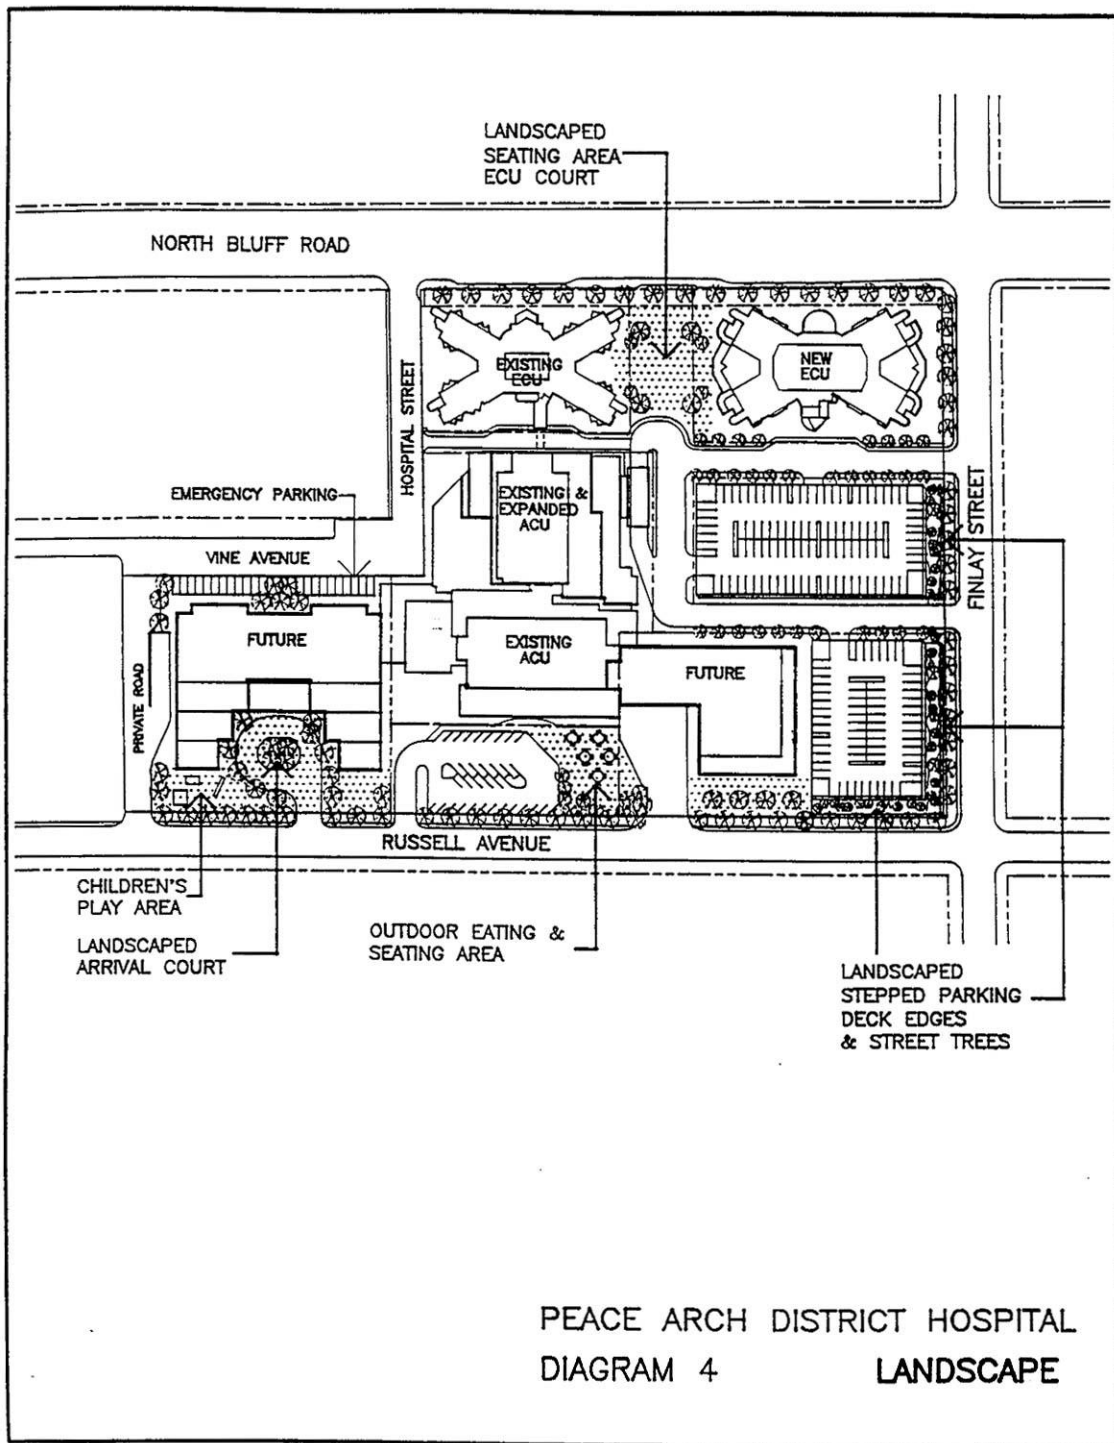 LANDSCAPED
SEATING AREA
ECU COURT
NORTH BLUFF ROAD
HOSPITAL STREET
EXISTING
ECU
NEW
ECU
EMERGENCY PARKING
EXISTING &
EXPANDED
ACU
VINE AVENUE
FINLAY STREET
FUTURE
EXISTING
ACU
FUTURE
PRIVATE ROAD
RUSSELL AVENUE
CHILDREN'S
PLAY AREA
LANDSCAPED
ARRIVAL COURT
OUTDOOR EATING &
SEATING AREA
LANDSCAPED
STEPPED PARKING
DECK EDGES
& STREET TREES
PEACE ARCH DISTRICT HOSPITAL
DIAGRAM 4 LANDSCAPE